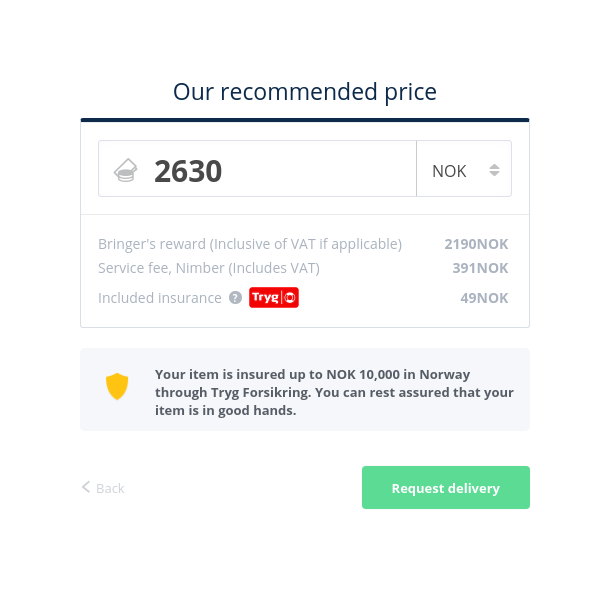 Our recommended price
2630
NOK
Bringer's reward (Inclusive of VAT if applicable) 2190NOK
Service fee, Nimber (Includes VAT) 391NOK
Included insurance ? Tryg 49NOK
Your item is insured up to NOK 10,000 in Norway
through Tryg Forsikring. You can rest assured that your
item is in good hands.
Back
Request delivery